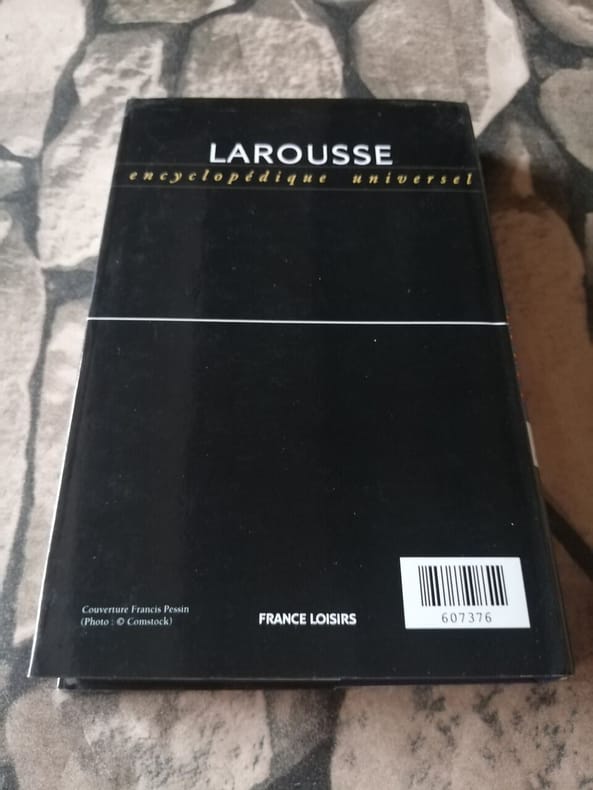 LAROUSSE
encyclopédique universel
Couverture Francis Pessin
(Photo : © Comstock)
FRANCE LOISIRS
607376